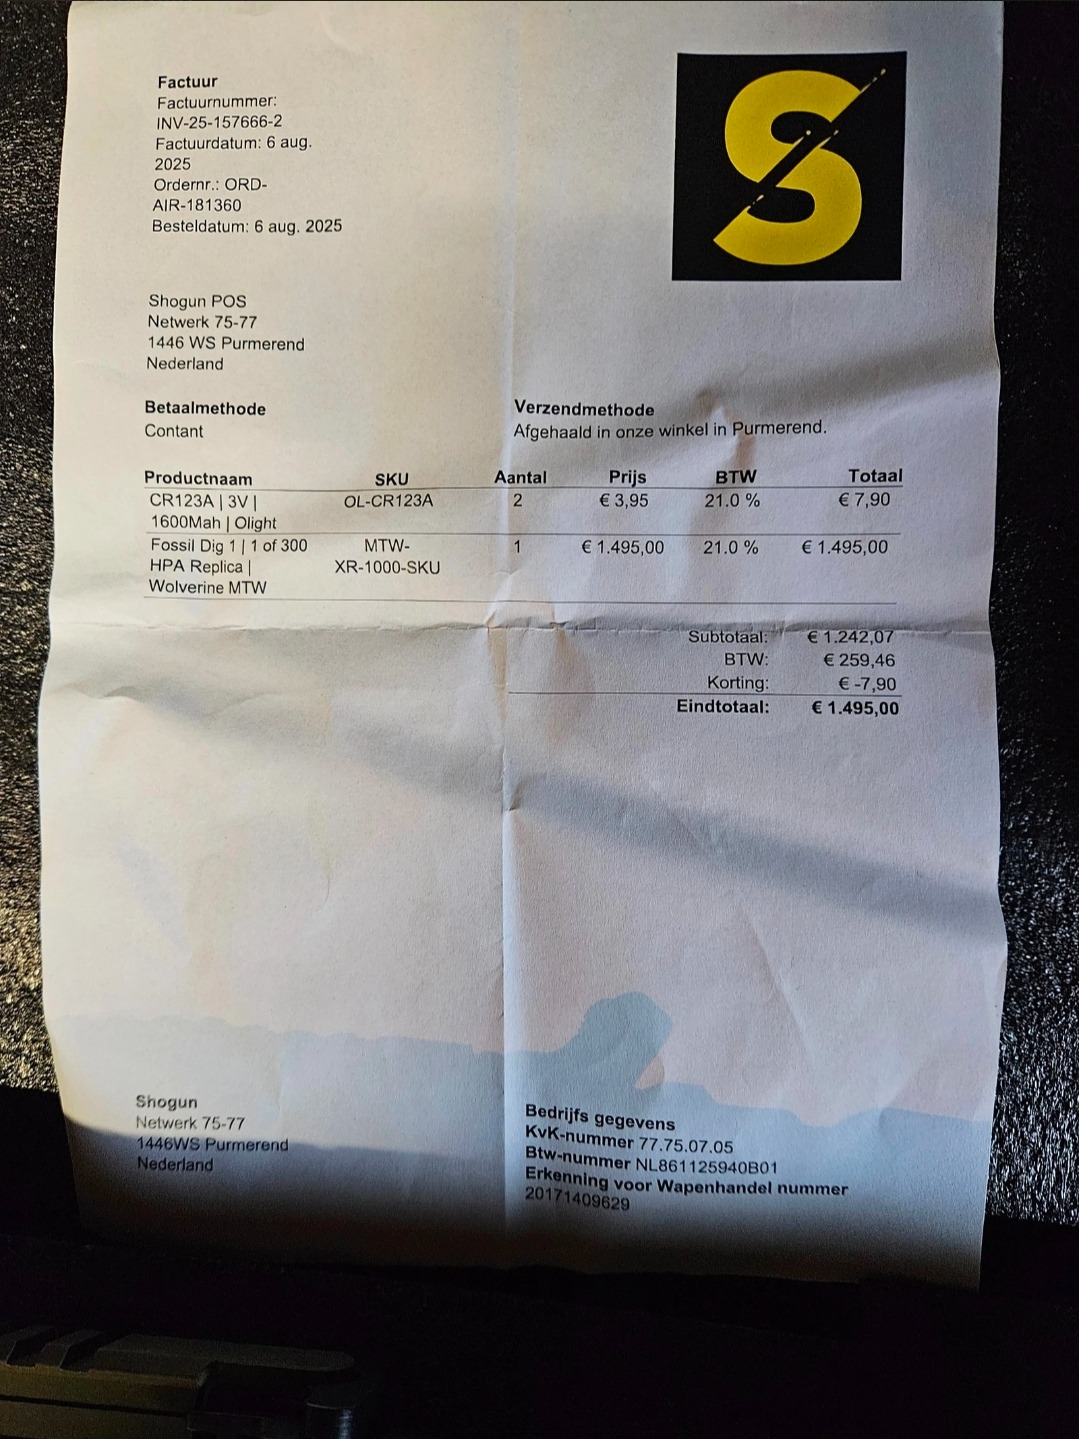 Factuur
Factuurnummer:
INV-25-157666-2
Factuurdatum: 6 aug.
2025
Ordernr.: ORD-
AIR-181360
Besteldatum: 6 aug. 2025
S
Shogun POS
Netwerk 75-77
1446 WS Purmerend
Nederland
Betaalmethode
Contant
Verzendmethode
Afgehaald in onze winkel in Purmerend.
Productnaam SKU Aantal Prijs BTW Totaal
CR123A | 3V | OL-CR123A 2 € 3,95 21.0 % € 7,90
1600Mah | Olight
Fossil Dig 1 | 1 of 300 MTW- 1 € 1.495,00 21.0 % € 1.495,00
HPA Replica | XR-1000-SKU
Wolverine MTW
Subtotaal: € 1.242,07
BTW: € 259,46
Korting: € -7,90
Eindtotaal: € 1.495,00
Shogun
Netwerk 75-77
1446WS Purmerend
Nederland
Bedrijfs gegevens
KvK-nummer 77.75.07.05
Btw-nummer NL861125940B01
Erkenning voor Wapenhandel nummer
20171409629